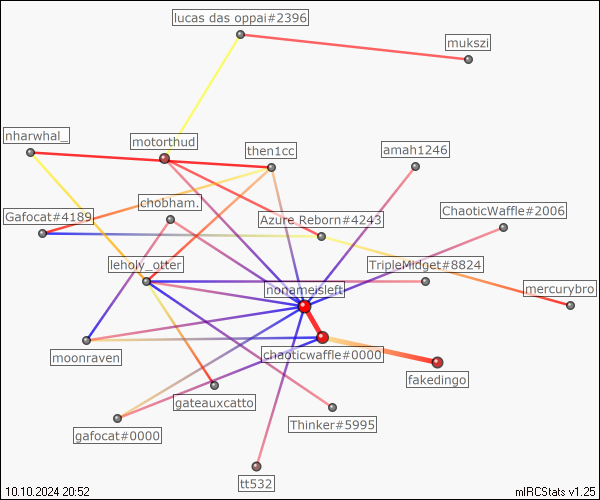 lucas das oppai#2396
mukszi
nharwhal_
motorthud
then1cc
amah1246
chobham.
Gafocat#4189
Azure Reborn#4243
ChaoticWaffle#2006
leholy_otter
TripleMidget#8824
nonameisleft
mercurybro
moonraven
chaoticwaffle#0000
fakedingo
gateauxcatto
gafocat#0000
Thinker#5995
tt532
10.10.2024 20:52
mIRCStats v1.25